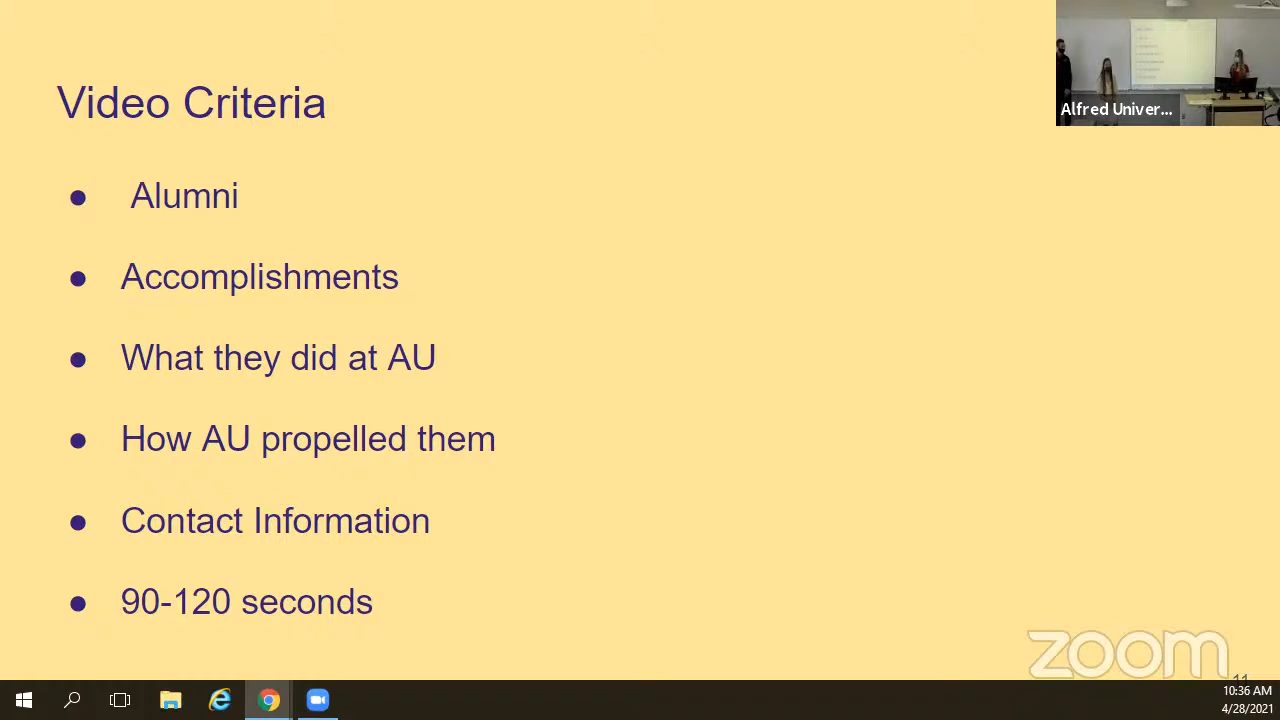 Video Criteria
Alfred Univer...
● Alumni
● Accomplishments
● What they did at AU
● How AU propelled them
● Contact Information
● 90-120 seconds
zoom
11
10:36 AM
4/28/2021